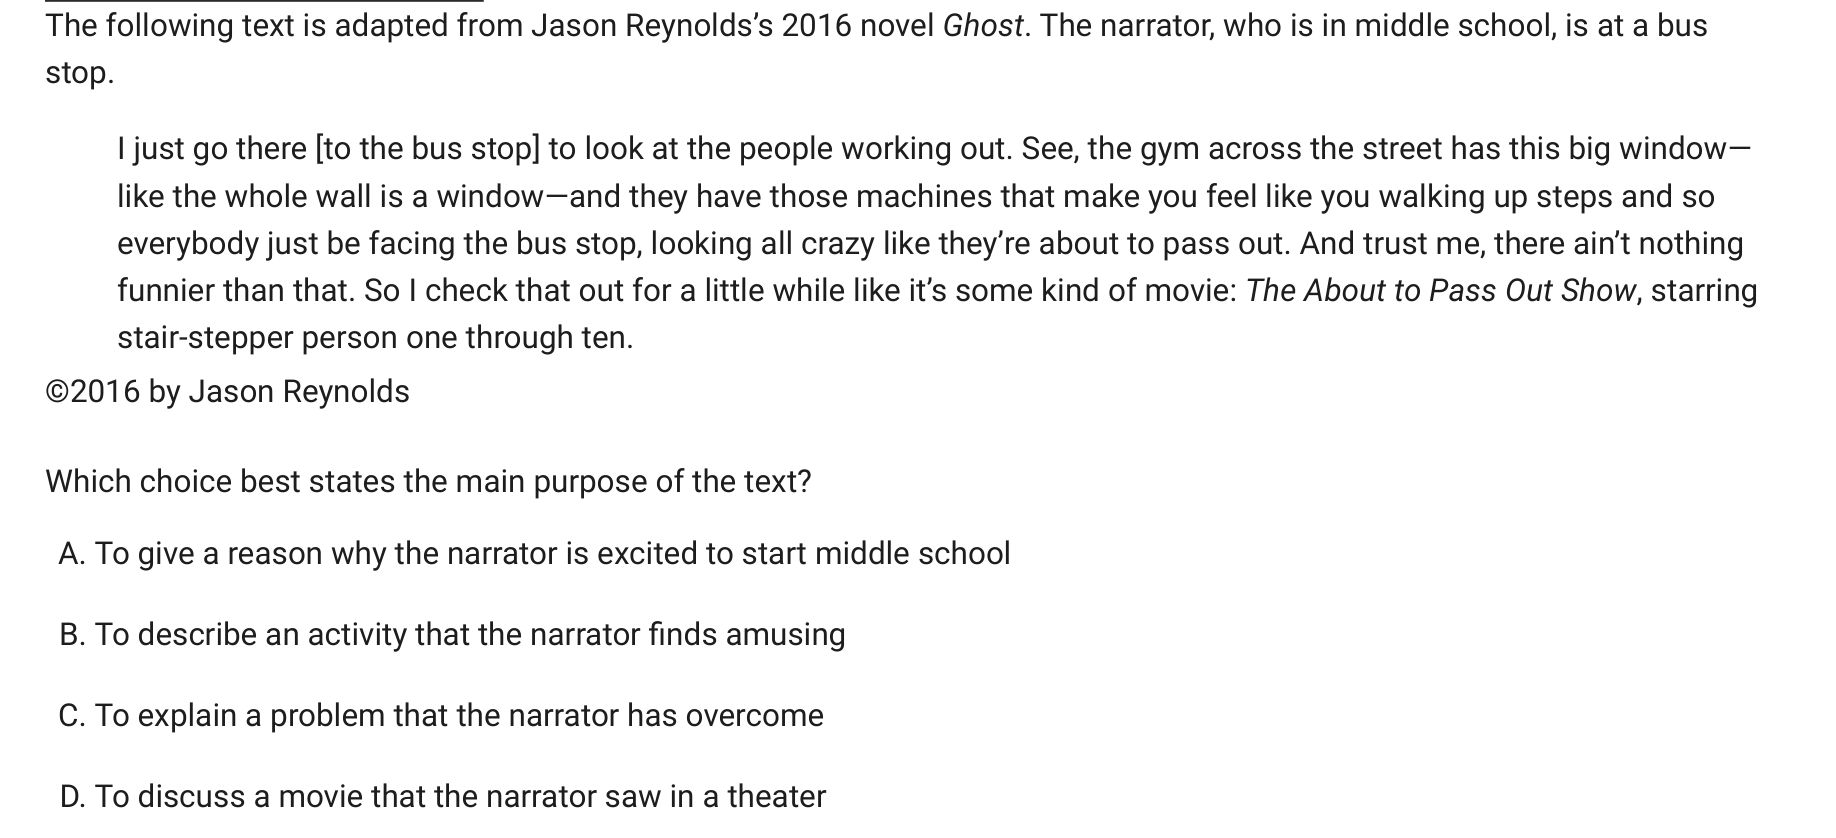 The following text is adapted from Jason Reynolds’s 2016 novel Ghost. The narrator, who is in middle school, is at a bus
stop.
I just go there [to the bus stop] to look at the people working out. See, the gym across the street has this big window—
like the whole wall is a window—and they have those machines that make you feel like you walking up steps and so
everybody just be facing the bus stop, looking all crazy like they’re about to pass out. And trust me, there ain’t nothing
funnier than that. So I check that out for a little while like it’s some kind of movie: The About to Pass Out Show, starring
stair-stepper person one through ten.
©2016 by Jason Reynolds
Which choice best states the main purpose of the text?
A. To give a reason why the narrator is excited to start middle school
B. To describe an activity that the narrator finds amusing
C. To explain a problem that the narrator has overcome
D. To discuss a movie that the narrator saw in a theater